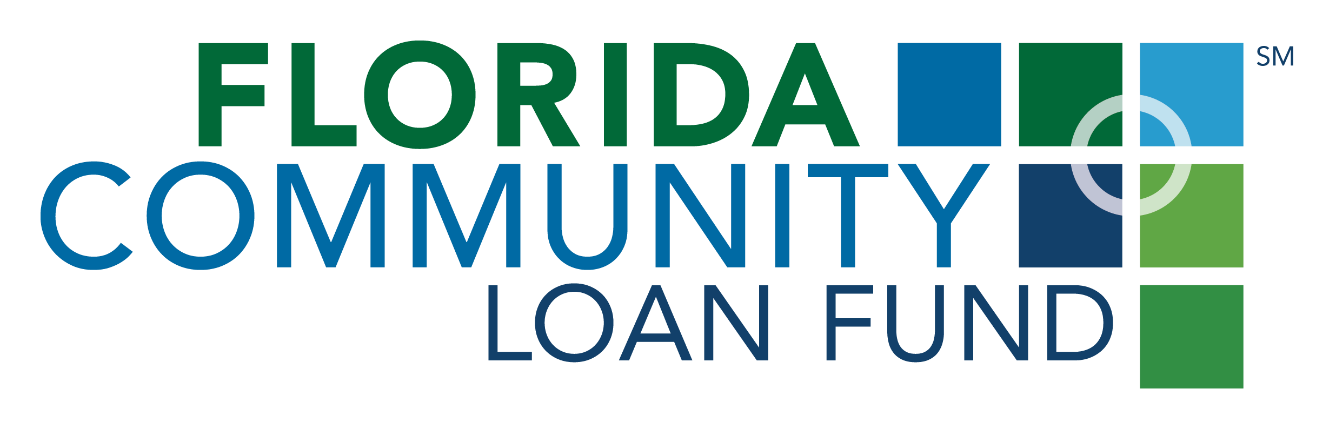 FLORIDA SM
COMMUNITY
LOAN FUND